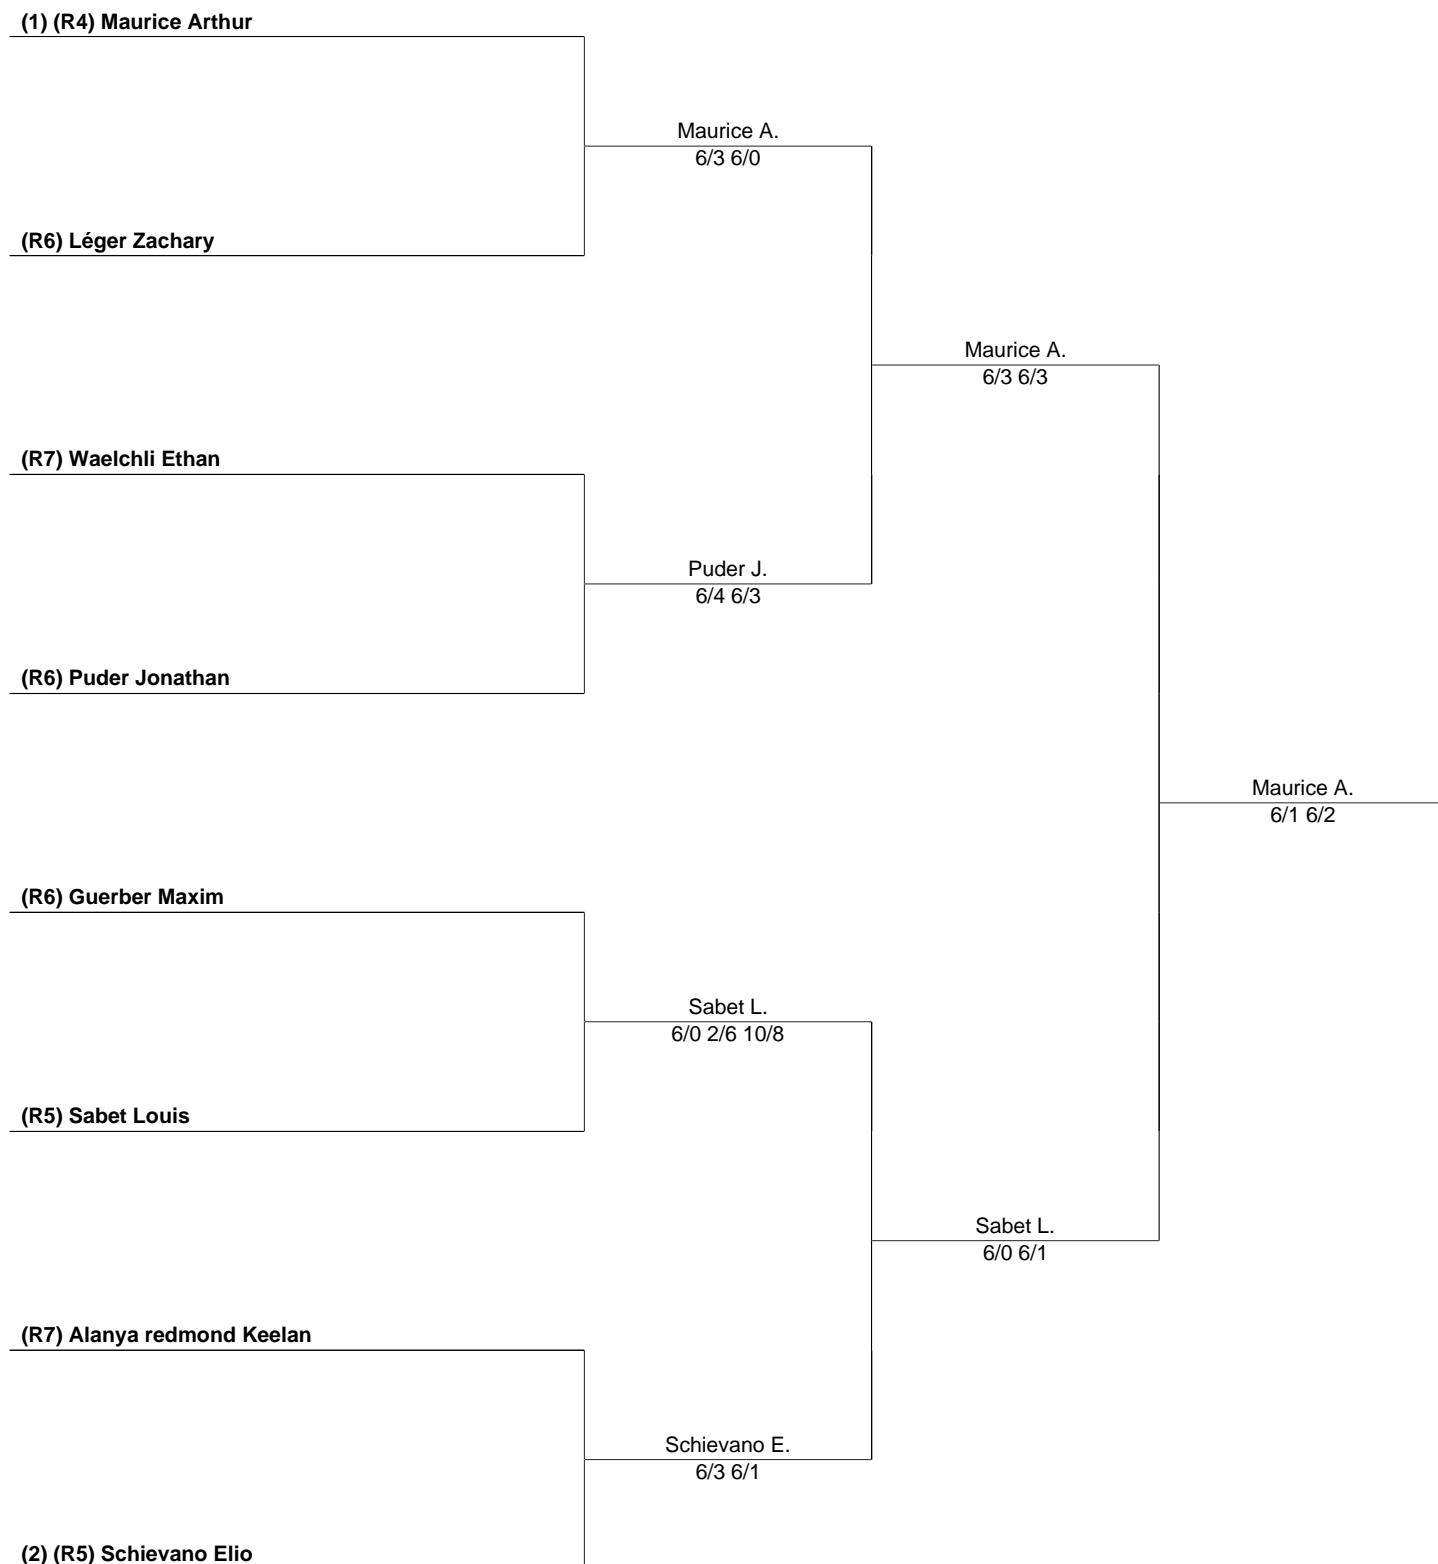 (1) (R4) Maurice Arthur
Maurice A.
6/3 6/0
(R6) Léger Zachary
Maurice A.
6/3 6/3
(R7) Waelchli Ethan
Puder J.
6/4 6/3
(R6) Puder Jonathan
Maurice A.
6/1 6/2
(R6) Guerber Maxim
Sabet L.
6/0 2/6 10/8
(R5) Sabet Louis
Sabet L.
6/0 6/1
(R7) Alanya redmond Keelan
Schievano E.
6/3 6/1
(2) (R5) Schievano Elio